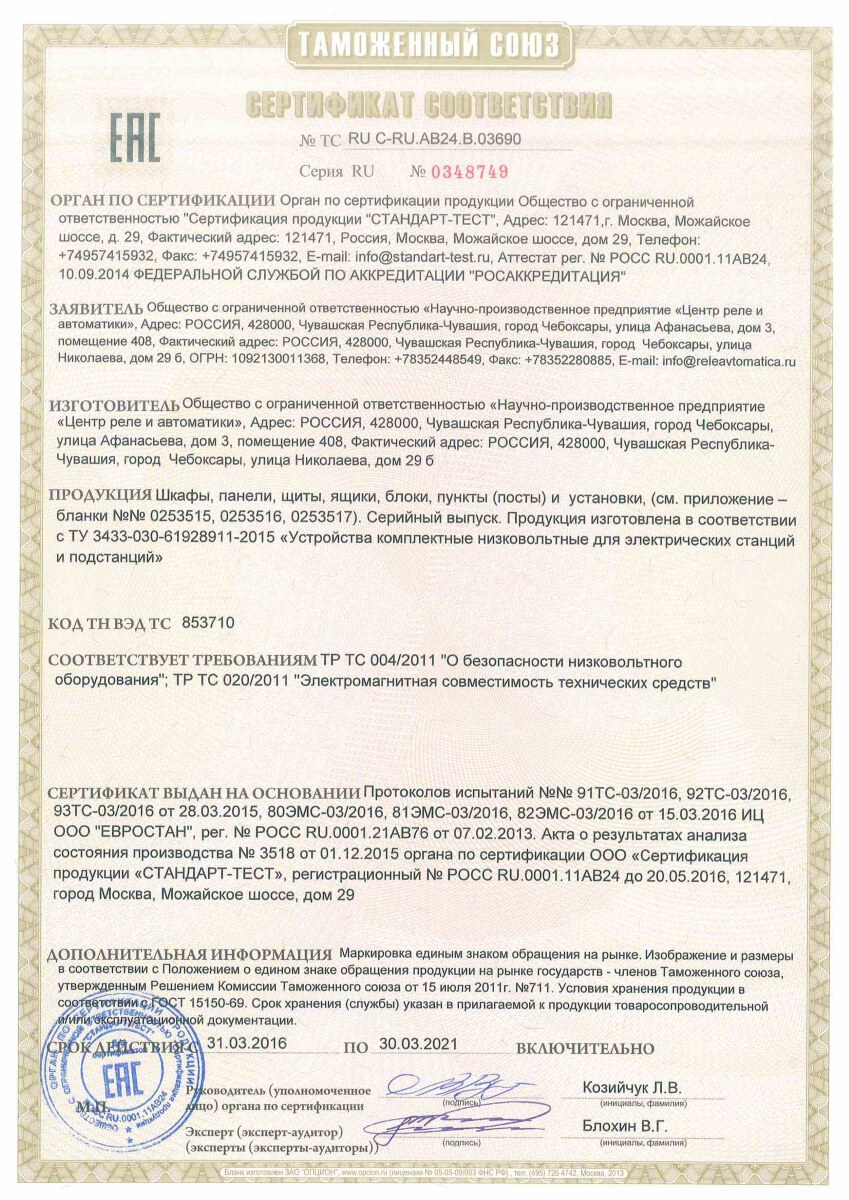 ТАМОЖЕННЫЙ СОЮЗ
СЕРТИФИКАТ СООТВЕТСТВИЯ
ЕАС
№ ТС RU C-RU.АВ24.В.03690
Серия RU № 0348749
ОРГАН ПО СЕРТИФИКАЦИИ Орган по сертификации продукции Общество с ограниченной
ответственностью "Сертификация продукции "СТАНДАРТ-ТЕСТ", Адрес: 121471,г. Москва, Можайское
шоссе, д. 29, Фактический адрес: 121471, Россия, Москва, Можайское шоссе, дом 29, Телефон:
+74957415932, Факс: +74957415932, E-mail: info@standart-test.ru, Аттестат рег. № РОСС RU.0001.11АВ24,
10.09.2014 ФЕДЕРАЛЬНОЙ СЛУЖБОЙ ПО АККРЕДИТАЦИИ "РОСАККРЕДИТАЦИЯ"
ЗАЯВИТЕЛЬ Общество с ограниченной ответственностью «Научно-производственное предприятие «Центр реле и
автоматики», Адрес: РОССИЯ, 428000, Чувашская Республика-Чувашия, город Чебоксары, улица Афанасьева, дом 3,
помещение 408, Фактический адрес: РОССИЯ, 428000, Чувашская Республика-Чувашия, город Чебоксары, улица
Николаева, дом 29 б, ОГРН: 1092130011368, Телефон: +78352448549, Факс: +78352280885, E-mail: info@releavtomatica.ru
ИЗГОТОВИТЕЛЬ Общество с ограниченной ответственностью «Научно-производственное предприятие
«Центр реле и автоматики», Адрес: РОССИЯ, 428000, Чувашская Республика-Чувашия, город Чебоксары,
улица Афанасьева, дом 3, помещение 408, Фактический адрес: РОССИЯ, 428000, Чувашская Республика-
Чувашия, город Чебоксары, улица Николаева, дом 29 б
ПРОДУКЦИЯ Шкафы, панели, щиты, ящики, блоки, пункты (посты) и установки, (см. приложение –
бланки №№ 0253515, 0253516, 0253517). Серийный выпуск. Продукция изготовлена в соответствии
с ТУ 3433-030-61928911-2015 «Устройства комплектные низковольтные для электрических станций
и подстанций»
КОД ТН ВЭД ТС 853710
СООТВЕТСТВУЕТ ТРЕБОВАНИЯМ ТР ТС 004/2011 "О безопасности низковольтного
оборудования"; ТР ТС 020/2011 "Электромагнитная совместимость технических средств"
СЕРТИФИКАТ ВЫДАН НА ОСНОВАНИИ Протоколов испытаний №№ 91ТС-03/2016, 92ТС-03/2016,
93ТС-03/2016 от 28.03.2015, 80ЭМС-03/2016, 81ЭМС-03/2016, 82ЭМС-03/2016 от 15.03.2016 ИЦ
ООО "ЕВРОСТАН", рег. № РОСС RU.0001.21АВ76 от 07.02.2013. Акта о результатах анализа
состояния производства № 3518 от 01.12.2015 органа по сертификации ООО «Сертификация
продукции «СТАНДАРТ-ТЕСТ», регистрационный № РОСС RU.0001.11АВ24 до 20.05.2016, 121471,
город Москва, Можайское шоссе, дом 29
ДОПОЛНИТЕЛЬНАЯ ИНФОРМАЦИЯ Маркировка единым знаком обращения на рынке. Изображение и размеры
в соответствии с Положением о едином знаке обращения продукции на рынке государств - членов Таможенного союза,
утвержденным Решением Комиссии Таможенного союза от 15 июля 2011г. №711. Условия хранения продукции в
соответствии с ГОСТ 15150-69. Срок хранения (службы) указан в прилагаемой к продукции товаросопроводительной
и/или эксплуатационной документации.
СРОК ДЕЙСТВИЯ С 31.03.2016 ПО 30.03.2021 ВКЛЮЧИТЕЛЬНО
М.П.
Руководитель (уполномоченное
лицо) органа по сертификации
(подпись)
Козийчук Л.В.
(инициалы, фамилия)
Эксперт (эксперт-аудитор)
(эксперты (эксперты-аудиторы))
(подпись)
Блохин В.Г.
(инициалы, фамилия)
ЕАС
Бланк изготовлен ЗАО "ОПЦИОН", www.opcion.ru (лицензия № 05-05-09/003 ФНС РФ), тел. (495) 726 4742, Москва, 2013